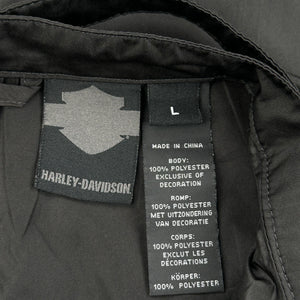 HARLEY-DAVIDSON
L
MADE IN CHINA
BODY:
100% POLYESTER
EXCLUSIVE OF
DECORATION
ROMP:
100% POLYESTER
MET UITZONDERING
VAN DECORATIE
CORPS:
100% POLYESTER
EXCLUT LES
DÉCORATIONS
KÖRPER:
100% POLYESTER